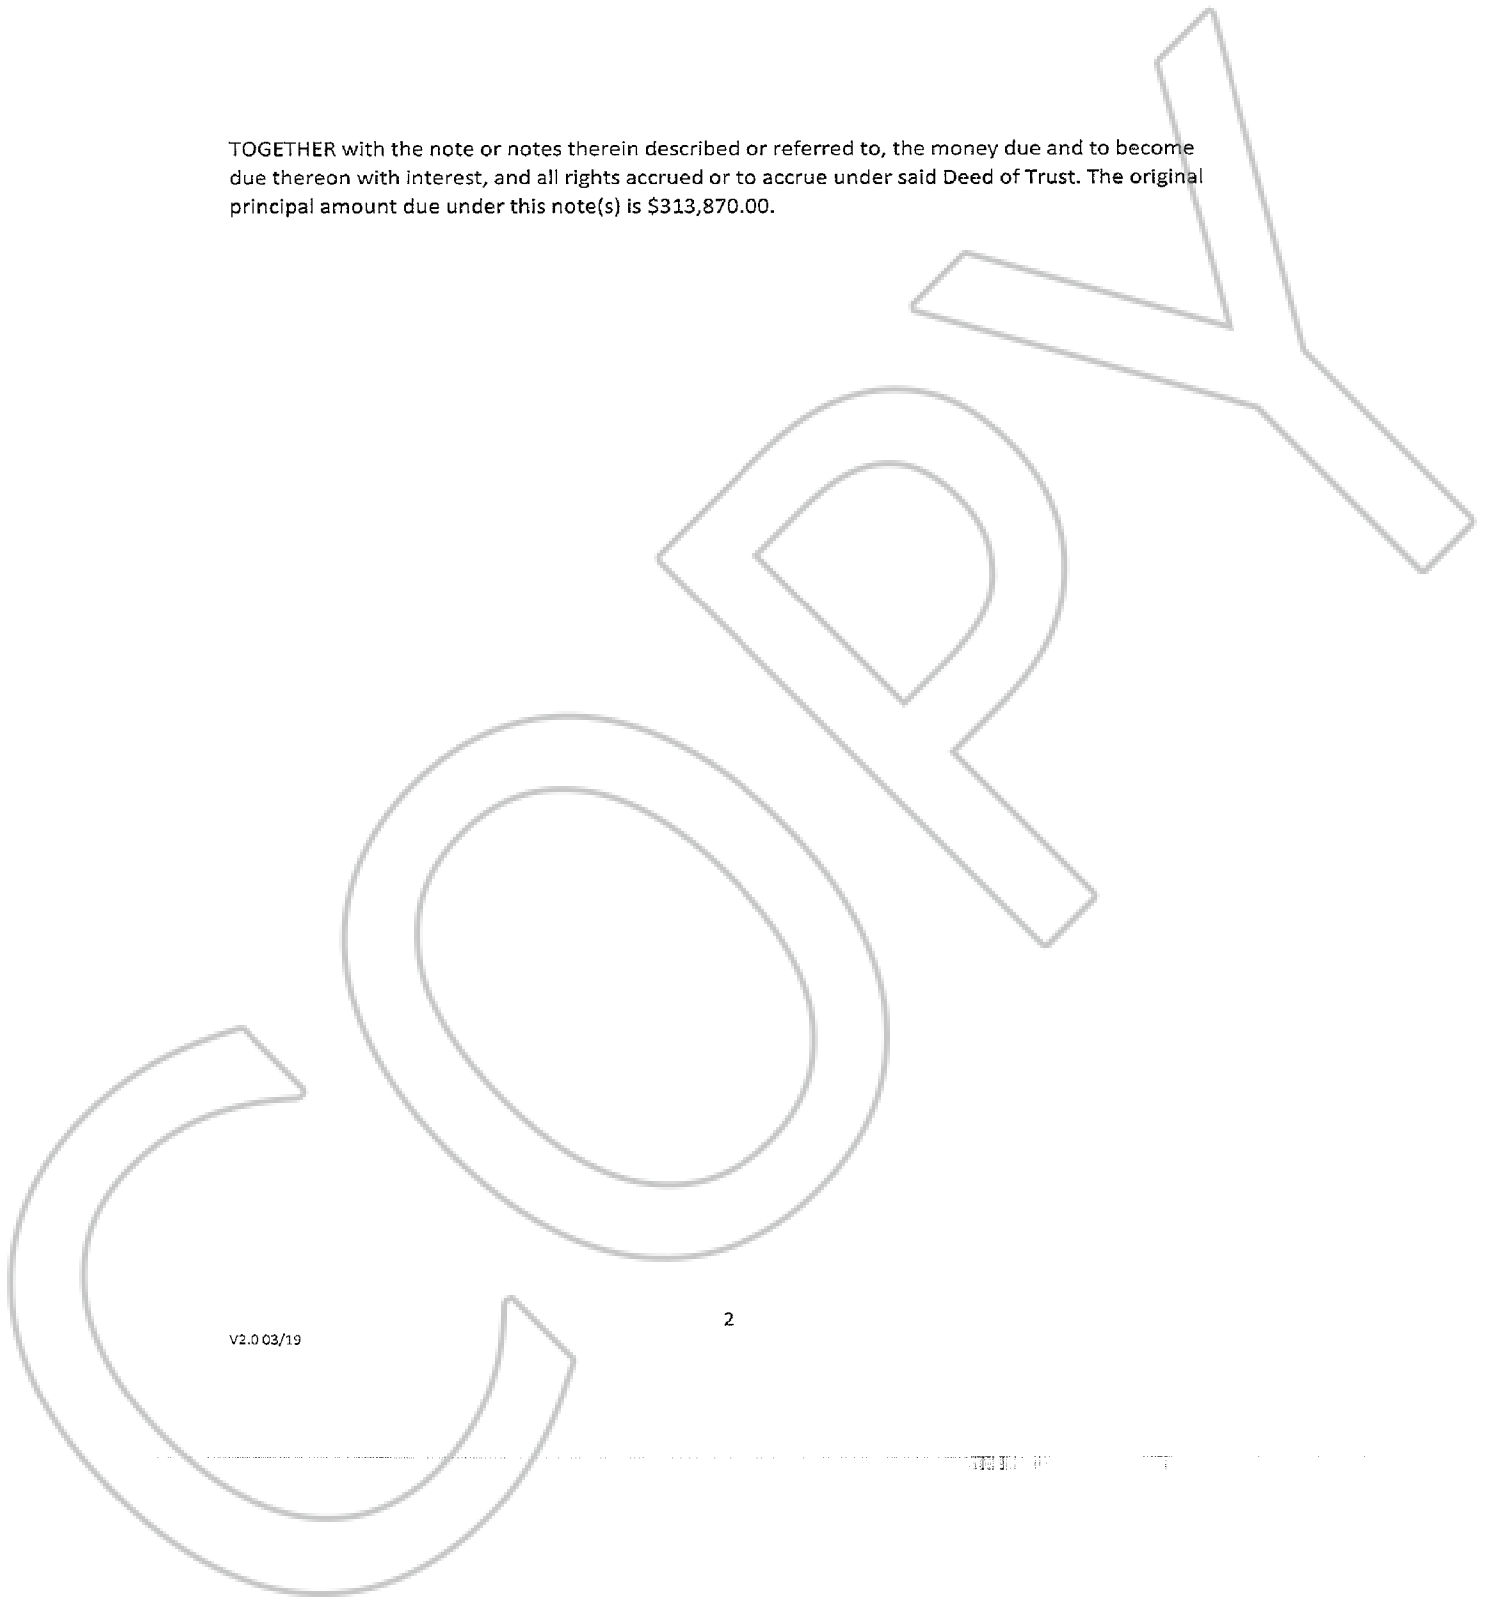 TOGETHER with the note or notes therein described or referred to, the money due and to become
due thereon with interest, and all rights accrued or to accrue under said Deed of Trust. The original
principal amount due under this note(s) is $313,870.00.
COPY
2
V2.0 03/19